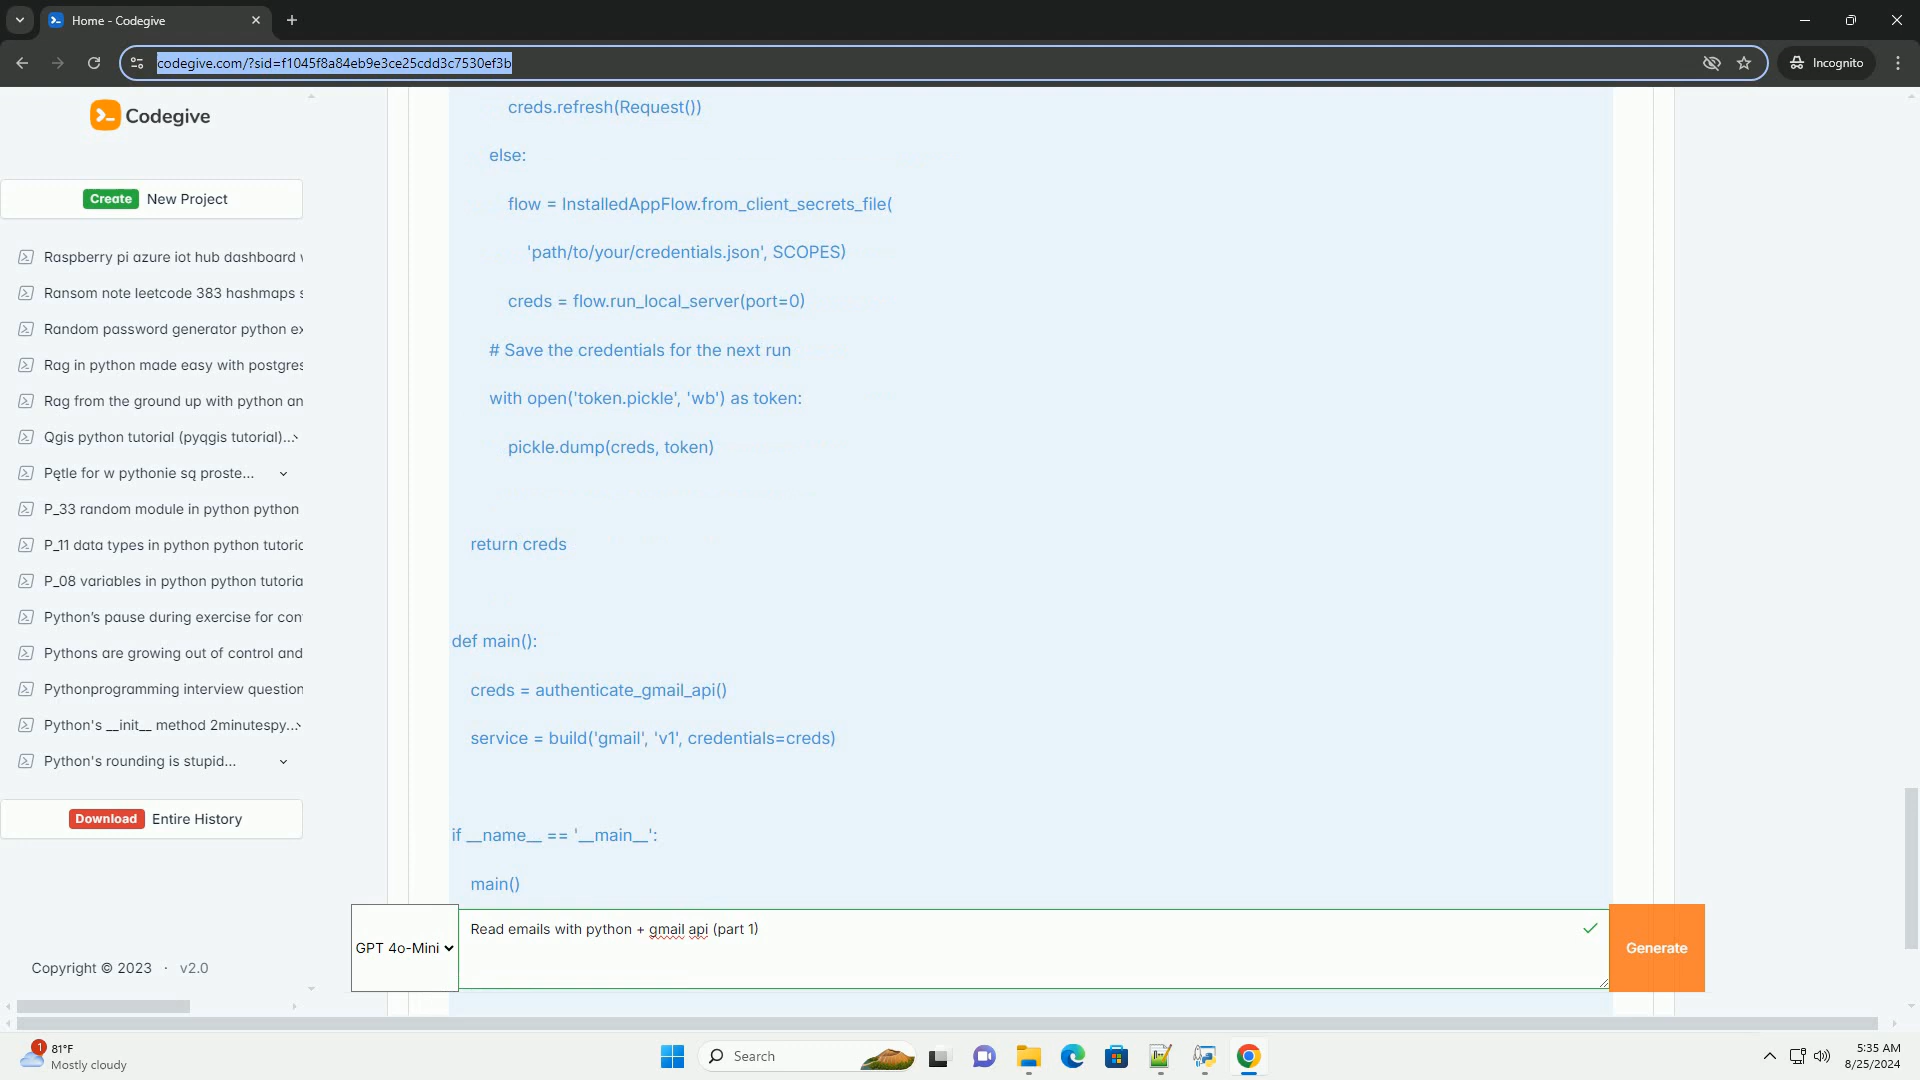 Home - Codegive
codegive.com/?sid=f1045f8a84eb9e3ce25cdd3c7530ef3b
Incognito
Codegive
Create New Project
Raspberry pi azure iot hub dashboard
Ransom note leetcode 383 hashmaps s
Random password generator python ex
Rag in python made easy with postgres
Rag from the ground up with python an
Qgis python tutorial (pyqgis tutorial)...
Pętle for w pythonie są proste...
P_33 random module in python python
P_11 data types in python python tutoric
P_08 variables in python python tutoria
Python's pause during exercise for con
Pythons are growing out of control and
Pythonprogramming interview question
Python's __init__ method 2minutespy...
Python's rounding is stupid...
Download Entire History
Copyright © 2023 · v2.0
creds.refresh(Request())
else:
flow = InstalledAppFlow.from_client_secrets_file(
'path/to/your/credentials.json', SCOPES)
creds = flow.run_local_server(port=0)
# Save the credentials for the next run
with open('token.pickle', 'wb') as token:
pickle.dump(creds, token)
return creds
def main():
creds = authenticate_gmail_api()
service = build('gmail', 'v1', credentials=creds)
if __name__ == '__main__':
main()
GPT 4o-Mini
Read emails with python + gmail api (part 1)
Generate
1
81°F
Mostly cloudy
Search
5:35 AM
8/25/2024